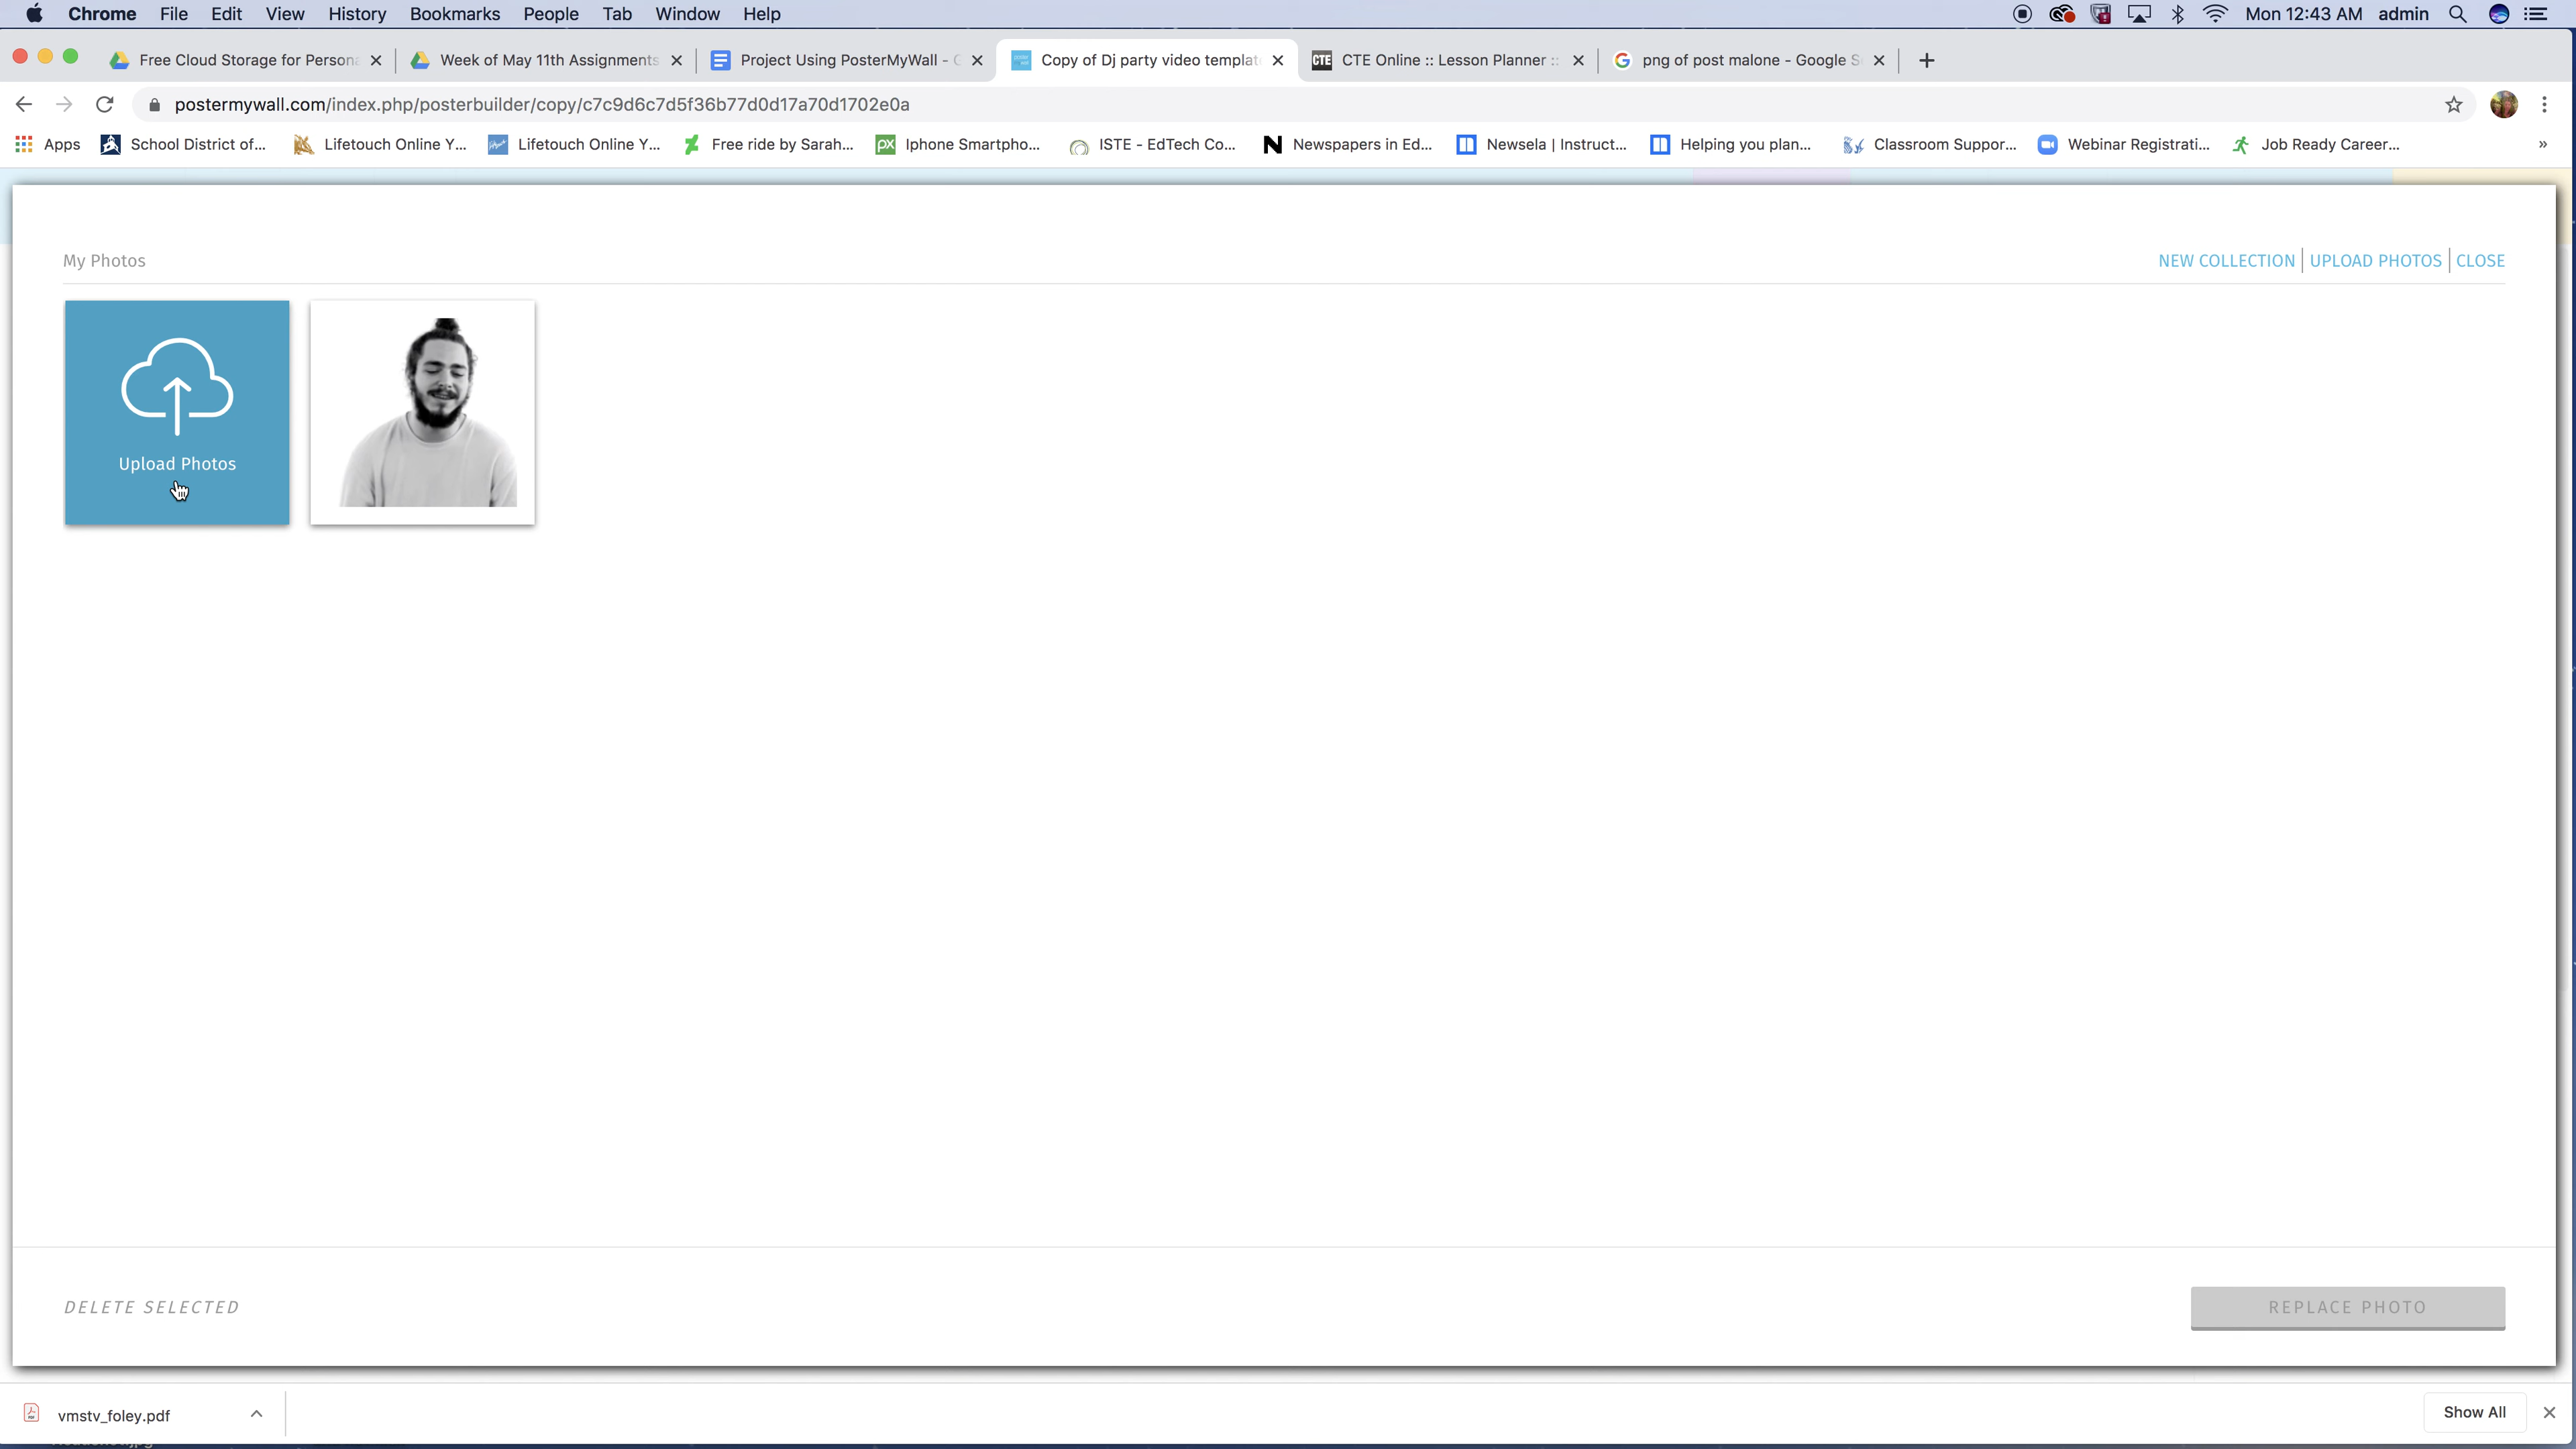 Chrome File Edit View History Bookmarks People Tab Window Help Mon 12:43 AM admin
Free Cloud Storage for Persona Week of May 11th Assignments Project Using PosterMyWall - Copy of Dj party video templat CTE CTE Online :: Lesson Planner :: png of post malone - Google S
postermywall.com/index.php/posterbuilder/copy/c7c9d6c7d5f36b77d0d17a70d1702e0a
Apps School District of... Lifetouch Online Y... Lifetouch Online Y... Free ride by Sarah... px Iphone Smartpho... ISTE - EdTech Co... N Newspapers in Ed... Newsela | Instruct... Helping you plan... Classroom Suppor... Webinar Registrati... Job Ready Career... »
My Photos NEW COLLECTION | UPLOAD PHOTOS | CLOSE
Upload Photos
DELETE SELECTED REPLACE PHOTO
vmstv_foley.pdf Show All